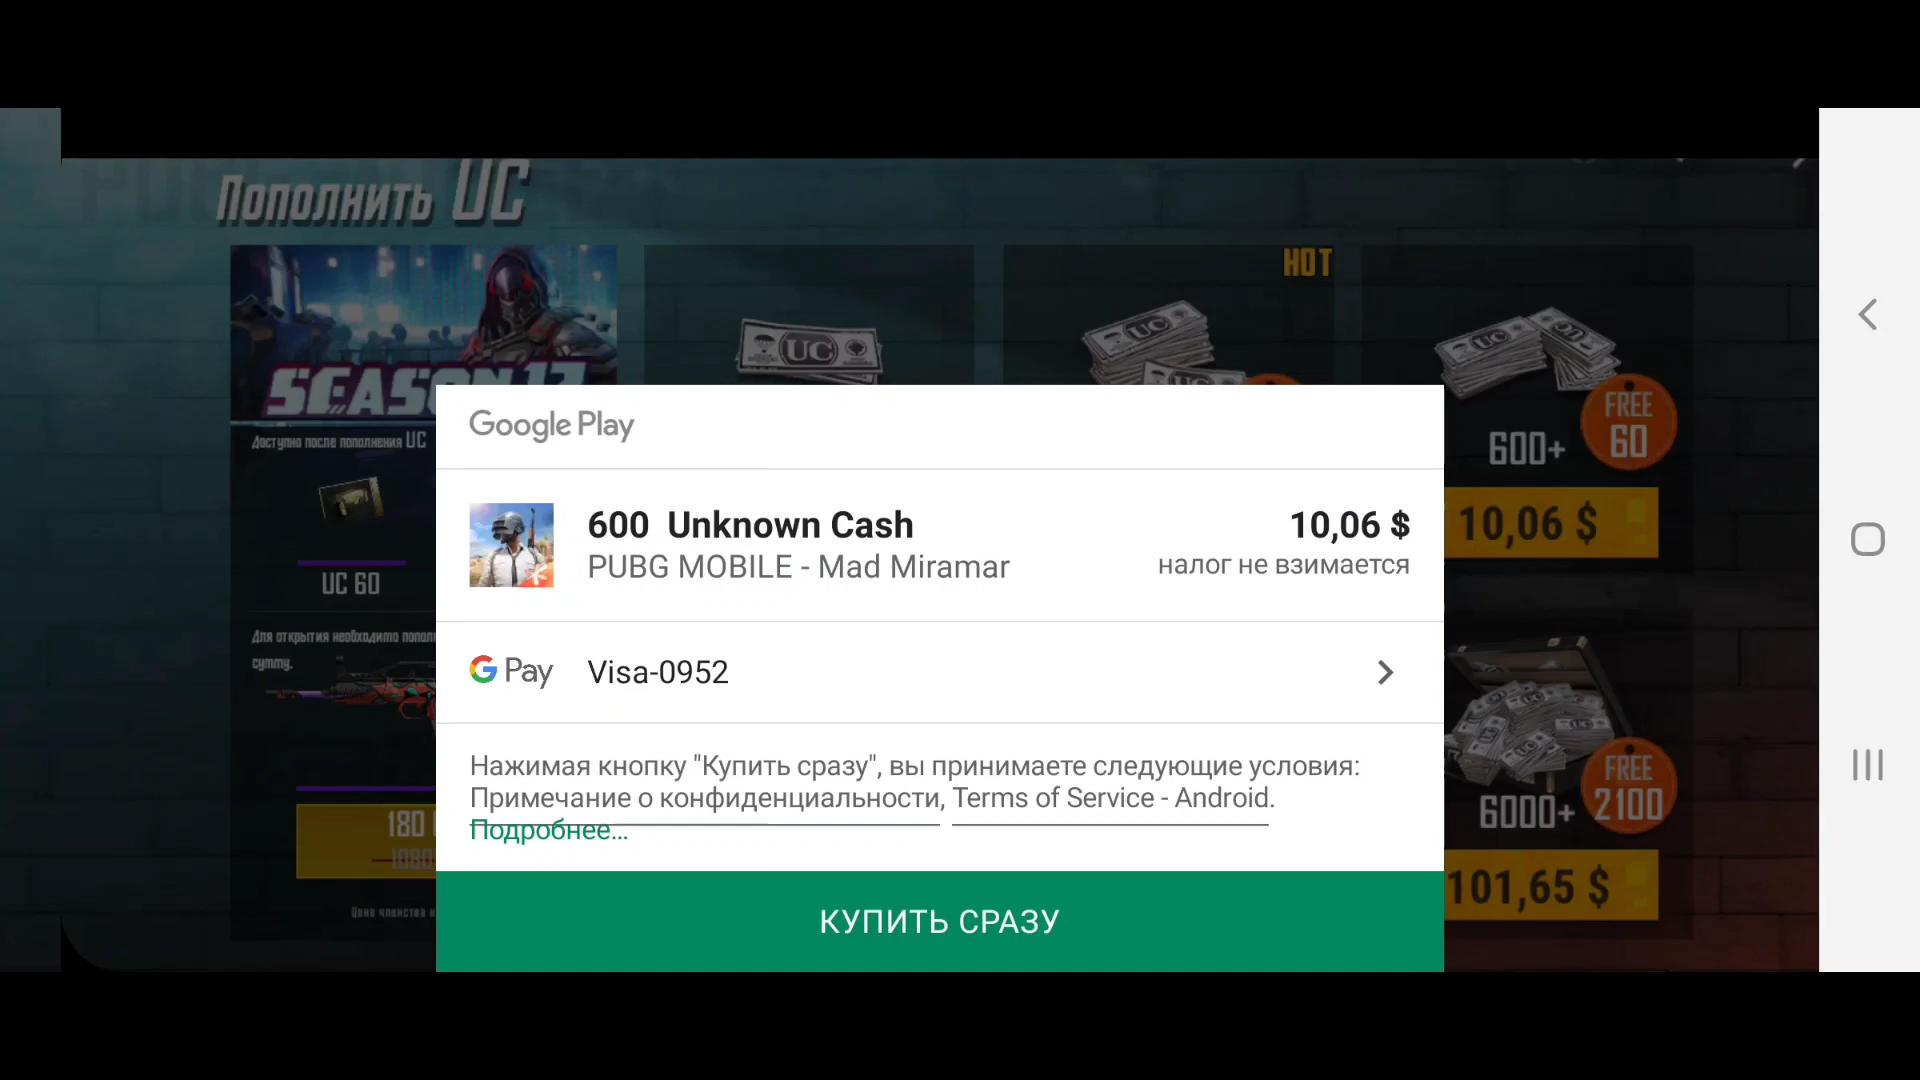 Пополнить UC
HOT
SEASON 17
Доступно после пополнения UC
UC 60
Для открытия необходимо
сумму.
180
1080
Цена членства
FREE
60
600+
10,06 $
FREE
2100
6000+
101,65 $
Google Play
600 Unknown Cash
10,06 $
PUBG MOBILE - Mad Miramar
налог не взимается
G Pay
Visa-0952
Нажимая кнопку "Купить сразу", вы принимаете следующие условия:
Примечание о конфиденциальности, Terms of Service - Android.
Подробнее...
КУПИТЬ СРАЗУ